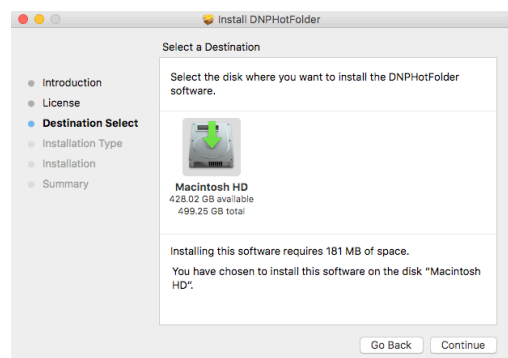 Install DNPHotFolder
Select a Destination
Introduction
License
Destination Select
Installation Type
Installation
Summary
Select the disk where you want to install the DNPHotFolder
software.
Macintosh HD
428.02 GB available
499.25 GB total
Installing this software requires 181 MB of space.
You have chosen to install this software on the disk “Macintosh
HD”.
Go Back
Continue